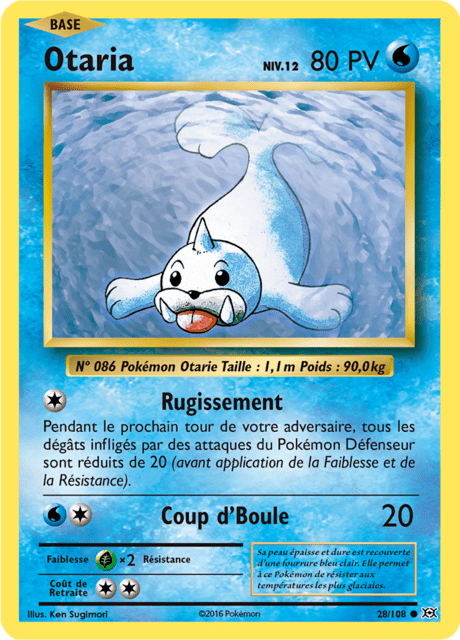 BASE
Otaria NIV.12 80 PV
N° 086 Pokémon Otarie Taille : 1,1m Poids : 90,0kg
Rugissement
Pendant le prochain tour de votre adversaire, tous les
dégâts infligés par des attaques du Pokémon Défenseur
sont réduits de 20 (avant application de la Faiblesse et de
la Résistance).
Coup d'Boule 20
Faiblesse ×2 Résistance
Coût de
Retraite
Sa peau épaisse et dure est recouverte
d'une fourrure bleu clair. Elle permet
à ce Pokémon de résister aux
températures les plus glaciales.
Illus. Ken Sugimori ©2016 Pokémon 28/108